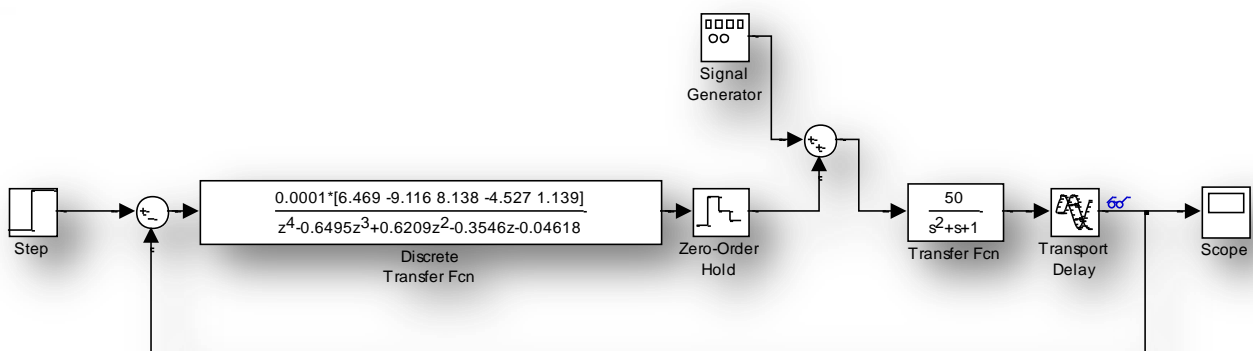 Signal
Generator
Step
0.0001*[6.469 -9.116 8.138 -4.527 1.139]
z4-0.6495z3+0.6209z2-0.3546z-0.04618
Discrete
Transfer Fcn
Zero-Order
Hold
50
s2+s+1
Transfer Fcn
Transport
Delay
Scope